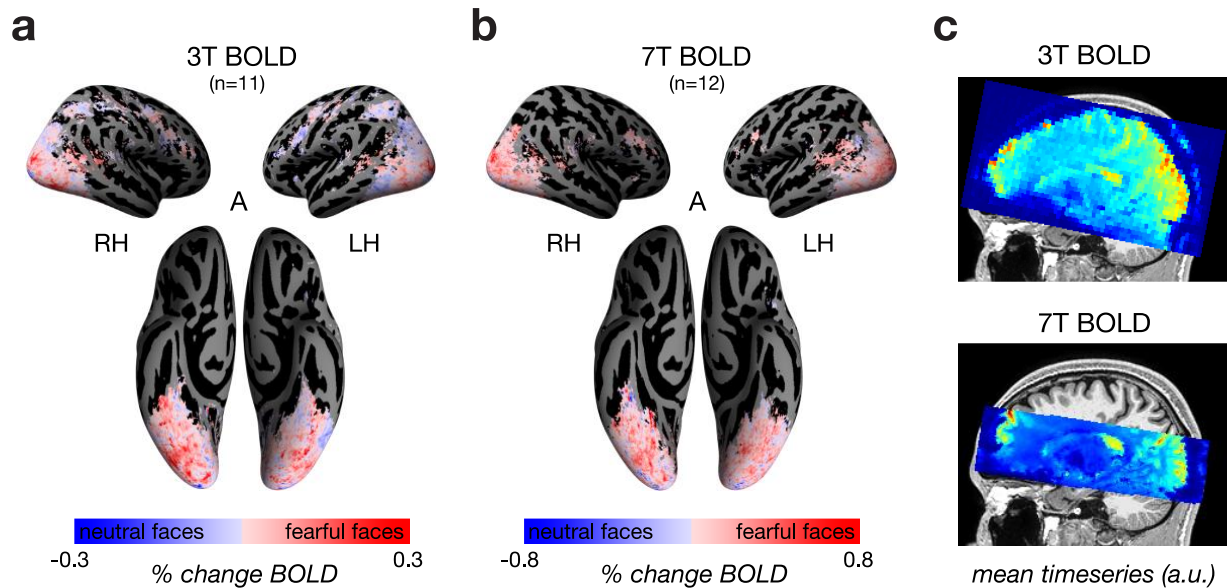 a
3T BOLD
(n=11)
A
RH
LH
neutral faces
fearful faces
-0.3
0.3
% change BOLD
b
7T BOLD
(n=12)
A
RH
LH
neutral faces
fearful faces
-0.8
0.8
% change BOLD
c
3T BOLD
7T BOLD
mean timeseries (a.u.)